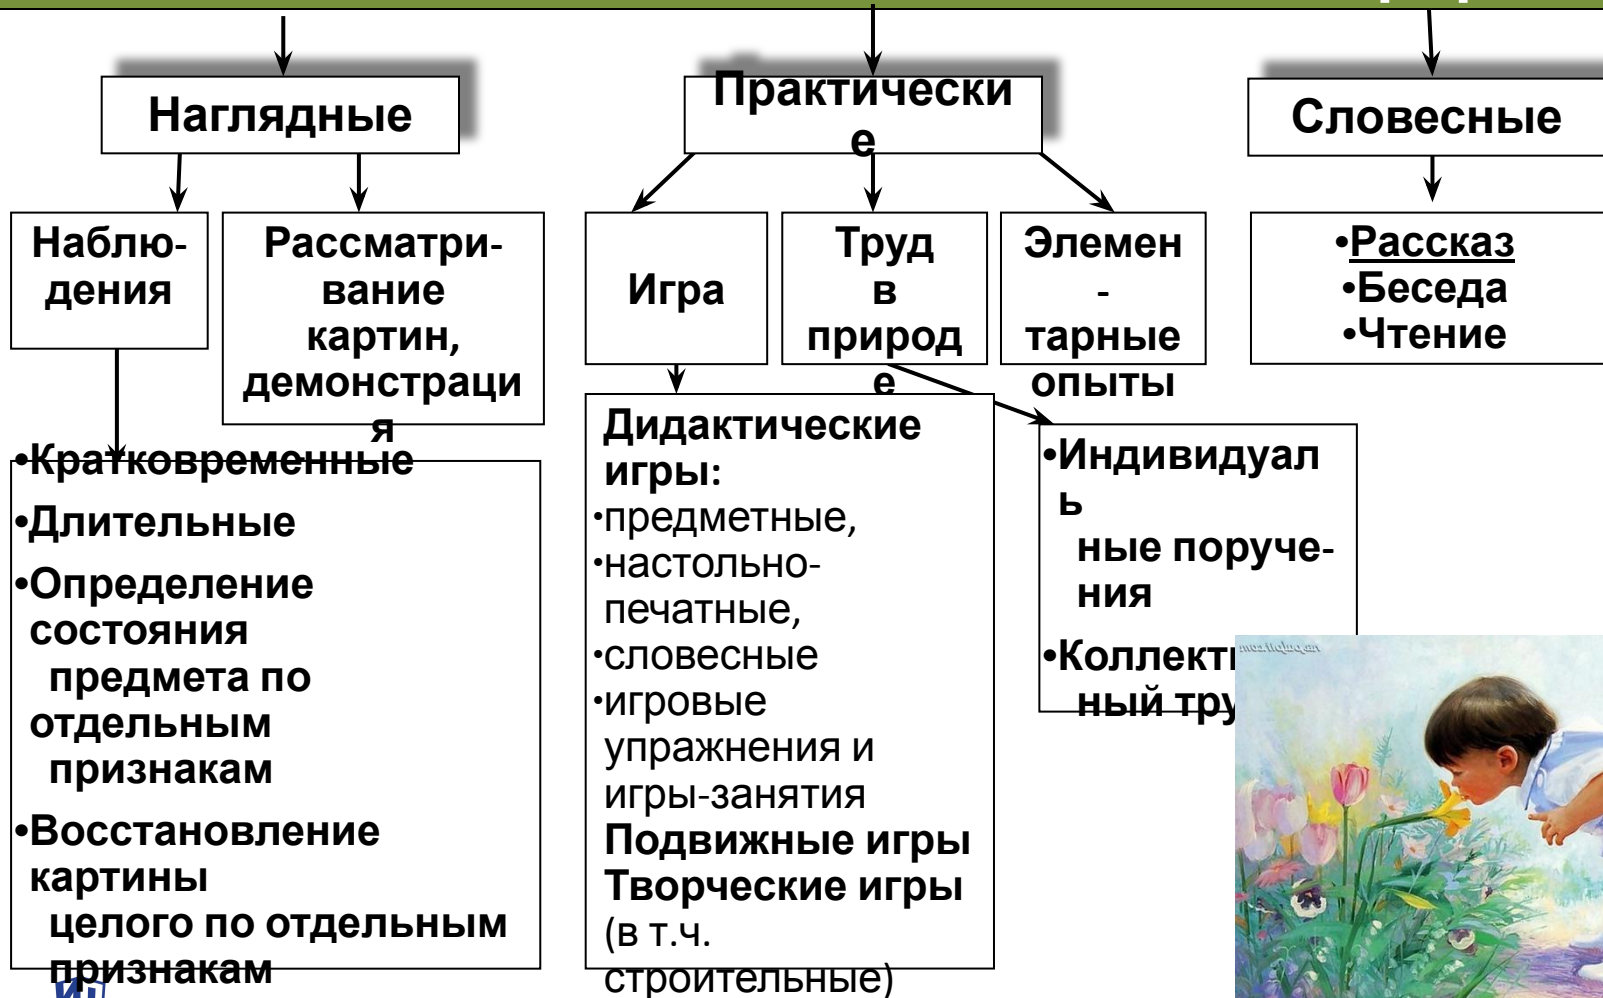 Наглядные
Практически
е
Словесные
Наблю-
дения
Рассматри-
вание
картин,
демонстраци
я
Игра
Труд
в
природ
е
Элемен
-
тарные
опыты
•Рассказ
•Беседа
•Чтение
•Кратковременные
•Длительные
•Определение
состояния
предмета по
отдельным
признакам
•Восстановление
картины
целого по отдельным
признакам
Дидактические
игры:
•предметные,
•настольно-
печатные,
•словесные
•игровые
упражнения и
игры-занятия
Подвижные игры
Творческие игры
(в т.ч.
строительные)
•Индивидуал
ь
ные поруче-
ния
•Коллект
ный тру